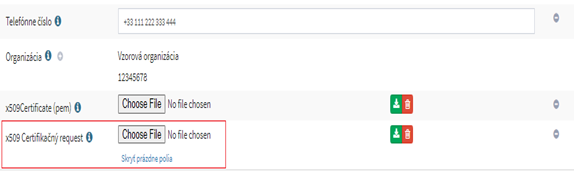 Telefónne číslo
+33 111 222 333 444
Organizácia
Vzorová organizácia
12345678
x509Certificate (pem)
Choose File No file chosen
x509 Certifikačný request
Choose File No file chosen
Skryť prázdne polia